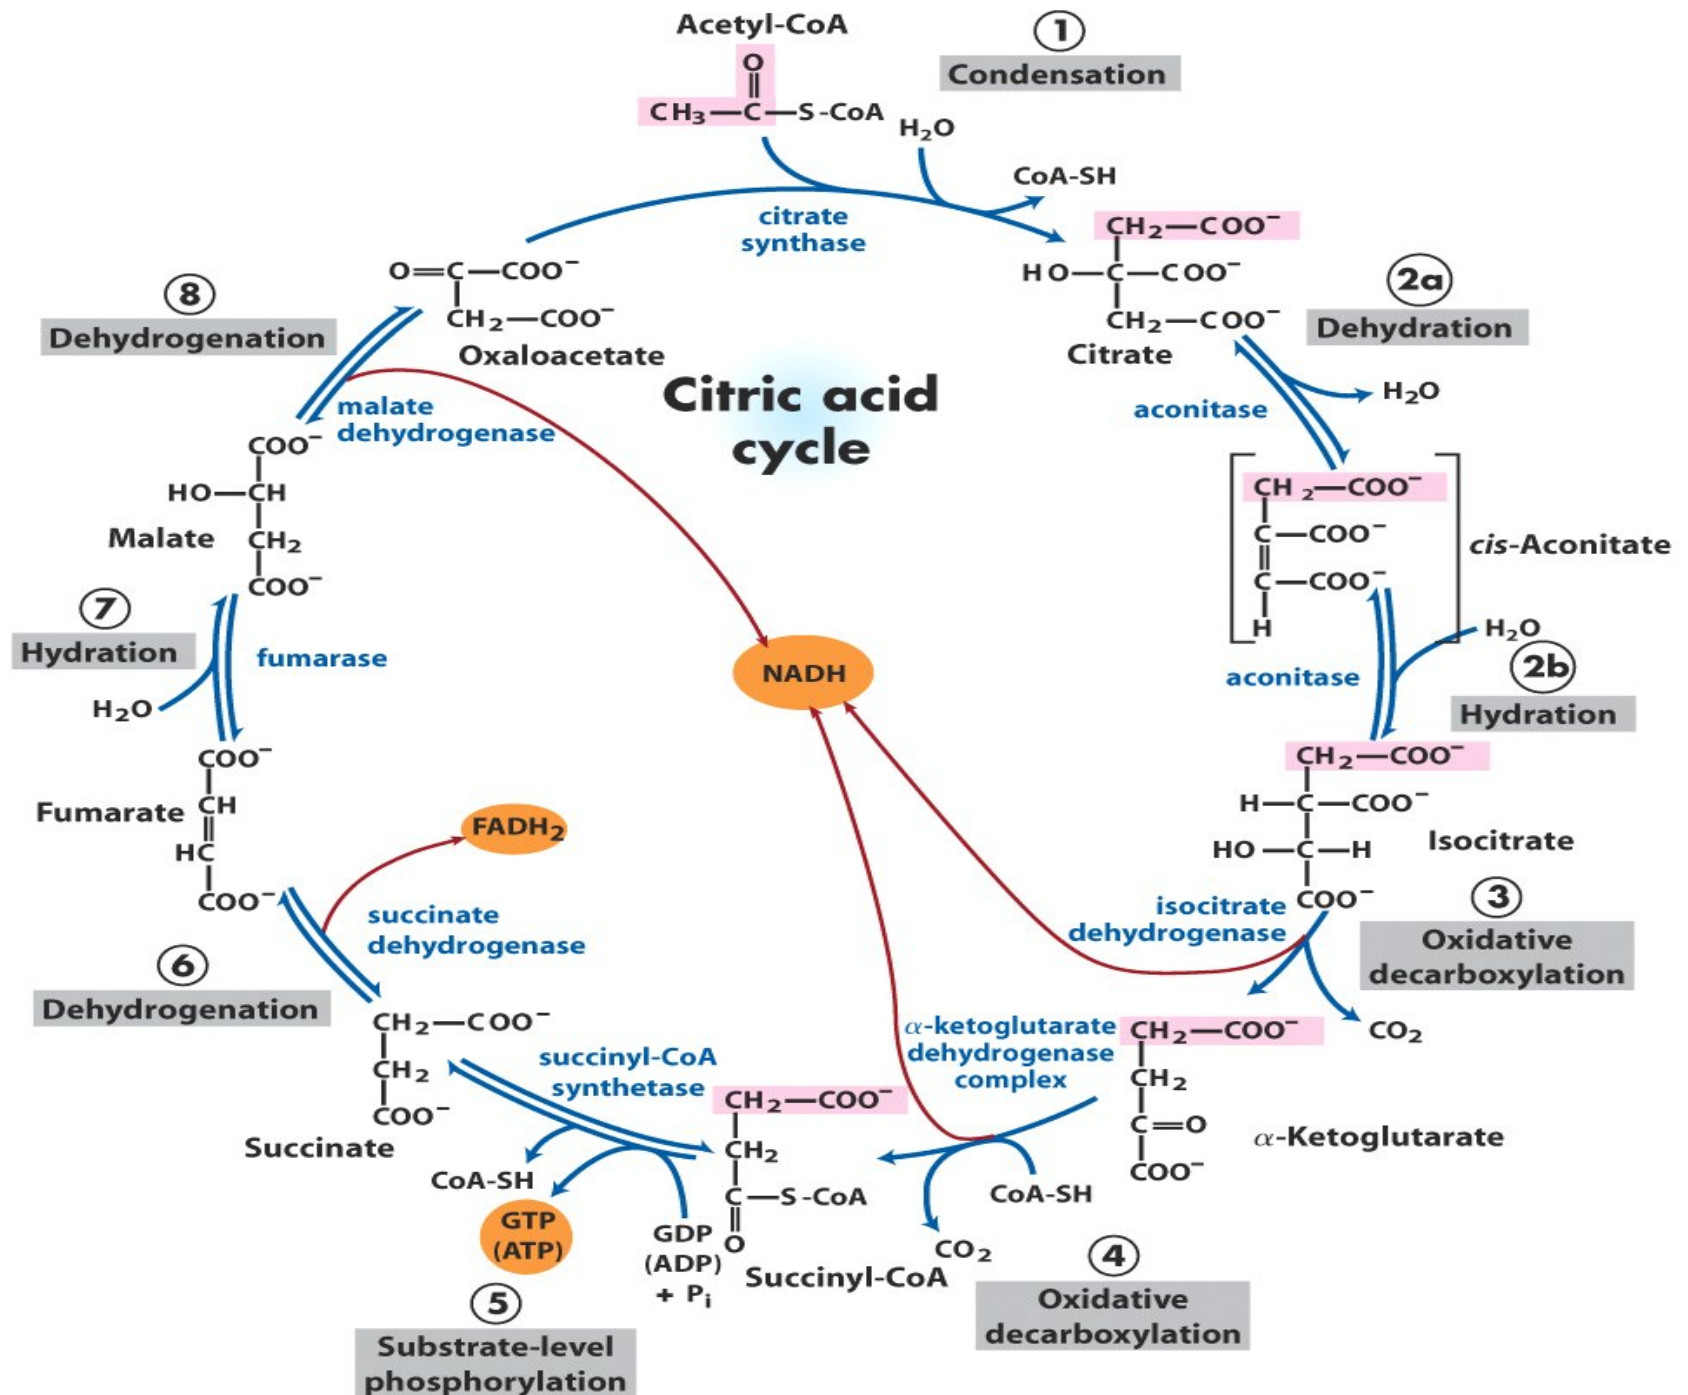 Acetyl-CoA
O
CH₃—C—S-CoA
1
Condensation
H₂O
CoA-SH
citrate
synthase
CH₂—COO⁻
HO—C—COO⁻
CH₂—COO⁻
Citrate
2a
Dehydration
H₂O
aconitase
CH₂—COO⁻
C—COO⁻
C—COO⁻
H
cis-Aconitate
H₂O
aconitase
2b
Hydration
CH₂—COO⁻
H—C—COO⁻
HO—C—H
COO⁻
Isocitrate
isocitrate
dehydrogenase
3
Oxidative
decarboxylation
CO₂
CH₂—COO⁻
CH₂
C=O
COO⁻
α-Ketoglutarate
α-ketoglutarate
dehydrogenase
complex
CoA-SH
CO₂
4
Oxidative
decarboxylation
CH₂—COO⁻
CH₂
C—S-CoA
O
Succinyl-CoA
succinyl-CoA
synthetase
GDP
(ADP)
+ Pᵢ
CoA-SH
GTP
(ATP)
5
Substrate-level
phosphorylation
CH₂—COO⁻
CH₂
COO⁻
Succinate
succinate
dehydrogenase
FADH₂
6
Dehydrogenation
COO⁻
CH
HC
COO⁻
Fumarate
fumarase
H₂O
7
Hydration
COO⁻
HO—CH
CH₂
COO⁻
Malate
malate
dehydrogenase
8
Dehydrogenation
O=C—COO⁻
CH₂—COO⁻
Oxaloacetate
Citric acid
cycle
NADH